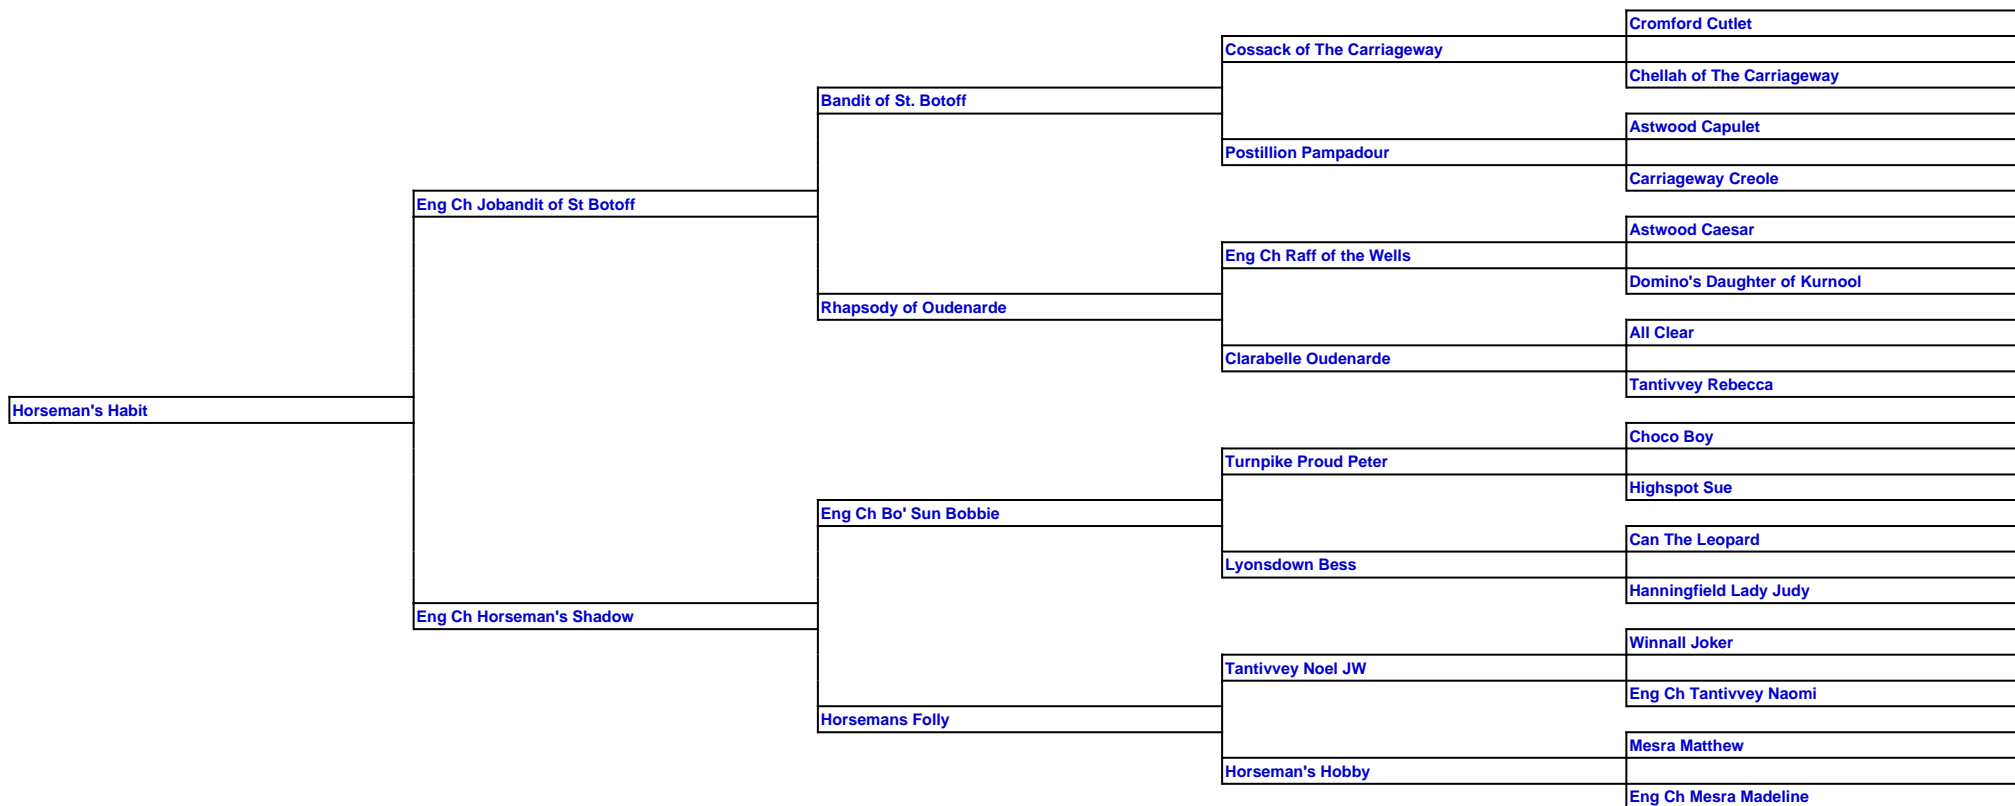 Cromford Cutlet
Cossack of The Carriageway
Chellah of The Carriageway
Bandit of St. Botoff
Astwood Capulet
Postillion Pampadour
Carriageway Creole
Eng Ch Jobandit of St Botoff
Astwood Caesar
Eng Ch Raff of the Wells
Domino's Daughter of Kurnool
Rhapsody of Oudenarde
All Clear
Clarabelle Oudenarde
Tantivvey Rebecca
Horseman's Habit
Choco Boy
Turnpike Proud Peter
Highspot Sue
Eng Ch Bo' Sun Bobbie
Can The Leopard
Lyonsdown Bess
Hanningfield Lady Judy
Eng Ch Horseman's Shadow
Winnall Joker
Tantivvey Noel JW
Eng Ch Tantivvey Naomi
Horsemans Folly
Mesra Matthew
Horseman's Hobby
Eng Ch Mesra Madeline